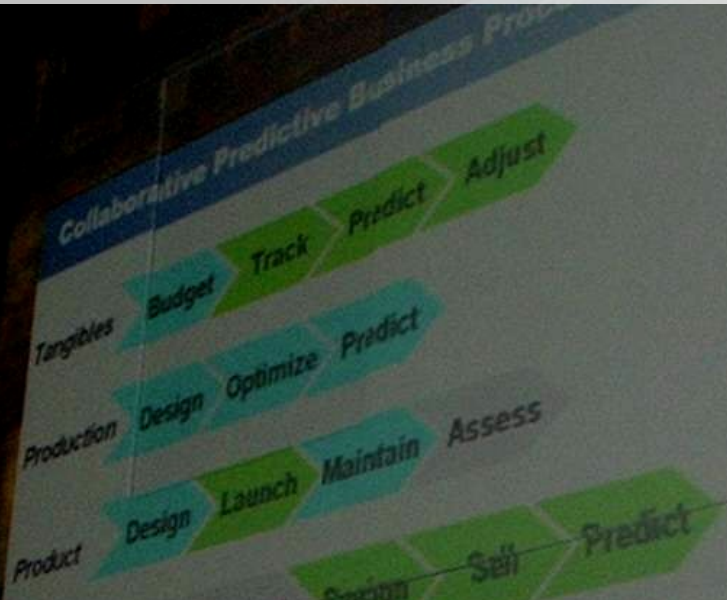 Collaborative Predictive Business
Tangibles Budget Track Predict Adjust
Production Design Optimize Predict
Product Design Launch Maintain Assess
Design Sell Predict